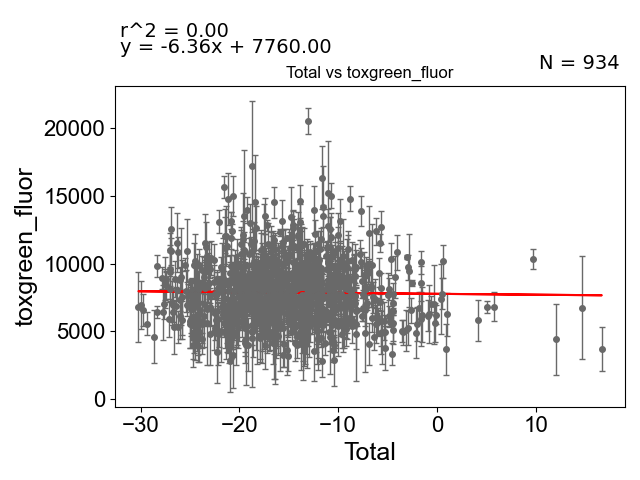 r^2 = 0.00
y = -6.36x + 7760.00
N = 934
Total vs toxgreen_fluor
20000
15000
10000
5000
0
toxgreen_fluor
−30
−20
−10
0
10
Total